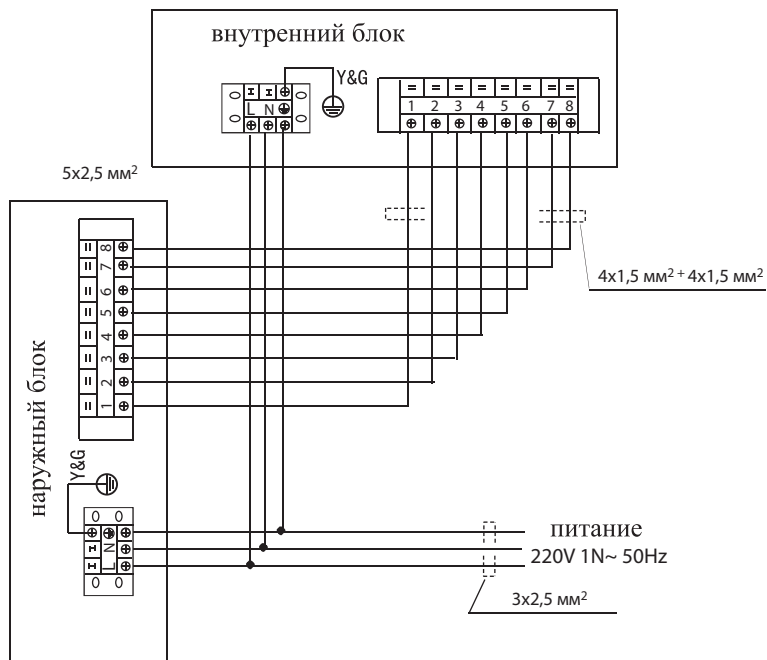 внутренний блок
Y&G
L N
1 2 3 4 5 6 7 8
5x2,5 мм²
8
7
6
5
4
3
2
1
4x1,5 мм² + 4x1,5 мм²
наружный блок
Y&G
L N
питание
220V 1N~ 50Hz
3x2,5 мм²